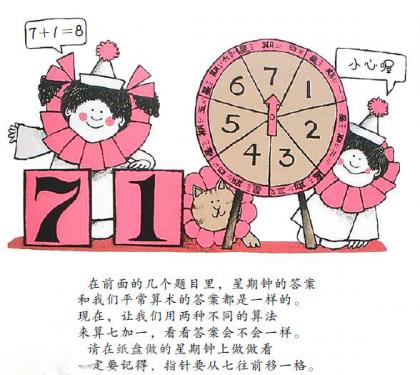 7+1=8
小心喔
7
1
2
3
4
5
6
7 1
在前面的几个题目里，星期钟的答案
和我们平常算术的答案都是一样的。
现在，让我们用两种不同的算法
来算七加一，看看答案会不会一样。
请在纸盘做的星期钟上做做看
一定要记得，指针要从七往前移一格。